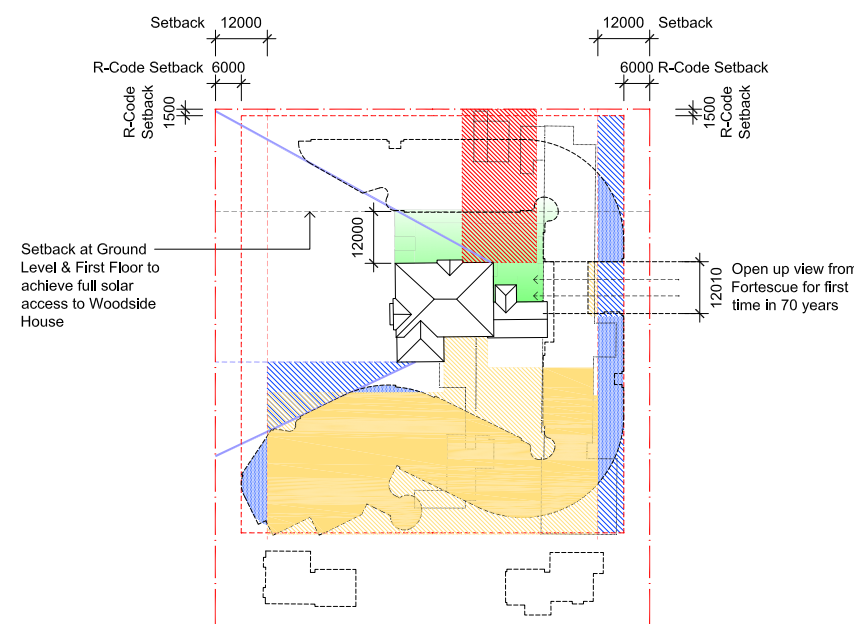 Setback 12000
12000 Setback
R-Code Setback 6000
6000 R-Code Setback
R-Code
Setback
1500
1500
R-Code
Setback
12000
Setback at Ground
Level & First Floor to
achieve full solar
access to Woodside
House
12010
Open up view from
Fortescue for first
time in 70 years